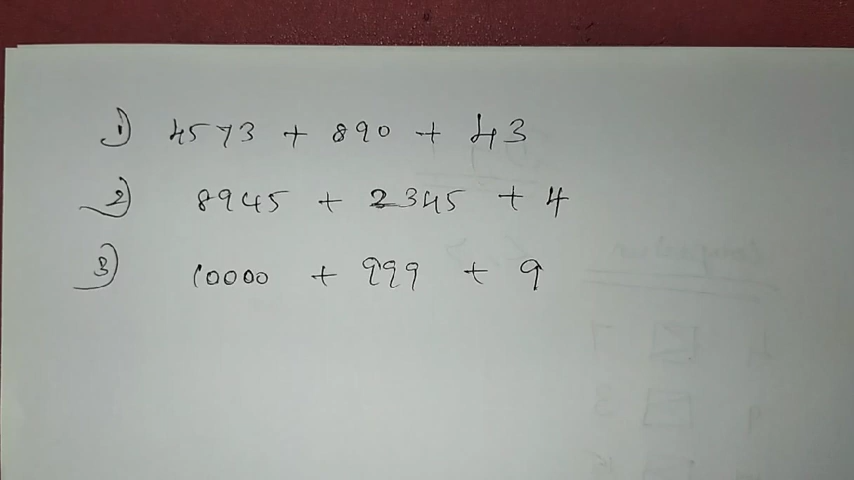 1) 4573 + 890 + 43
2) 8945 + 2345 + 4
3) 10000 + 999 + 9